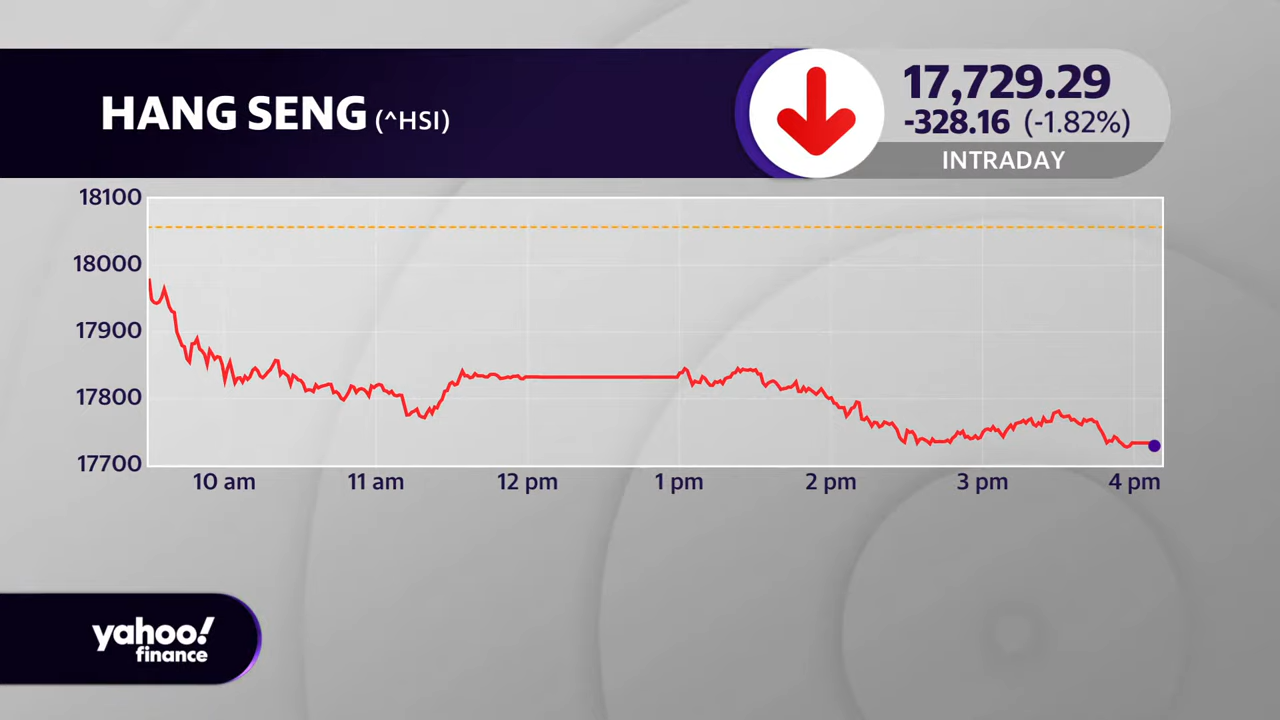 HANG SENG (^HSI)
17,729.29
-328.16 (-1.82%)
INTRADAY
18100
18000
17900
17800
17700
10 am 11 am 12 pm 1 pm 2 pm 3 pm 4 pm
yahoo!
finance